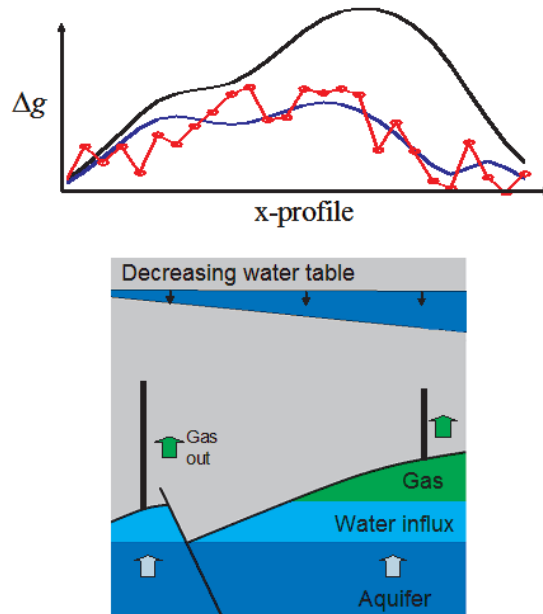 Δg
x-profile
Decreasing water table
Gas
out
Gas
Water influx
Aquifer